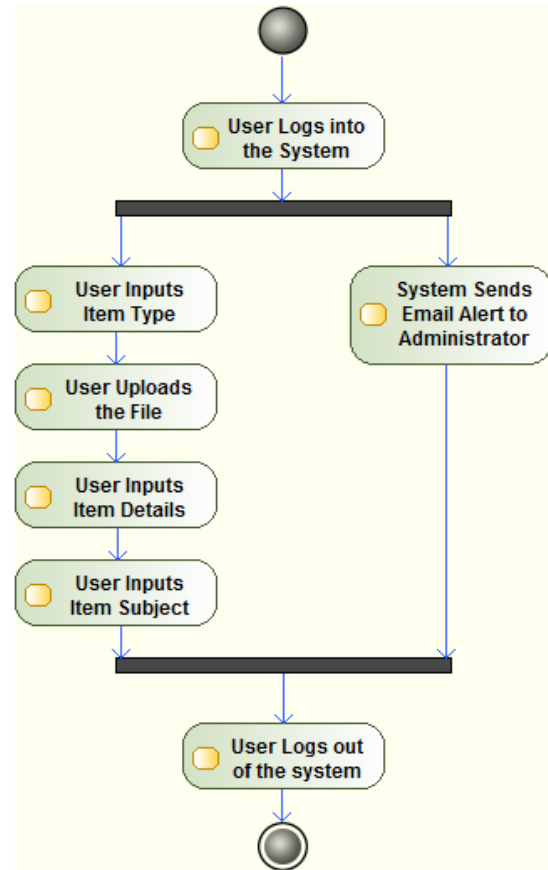 User Logs into
the System
User Inputs
Item Type
System Sends
Email Alert to
Administrator
User Uploads
the File
User Inputs
Item Details
User Inputs
Item Subject
User Logs out
of the system